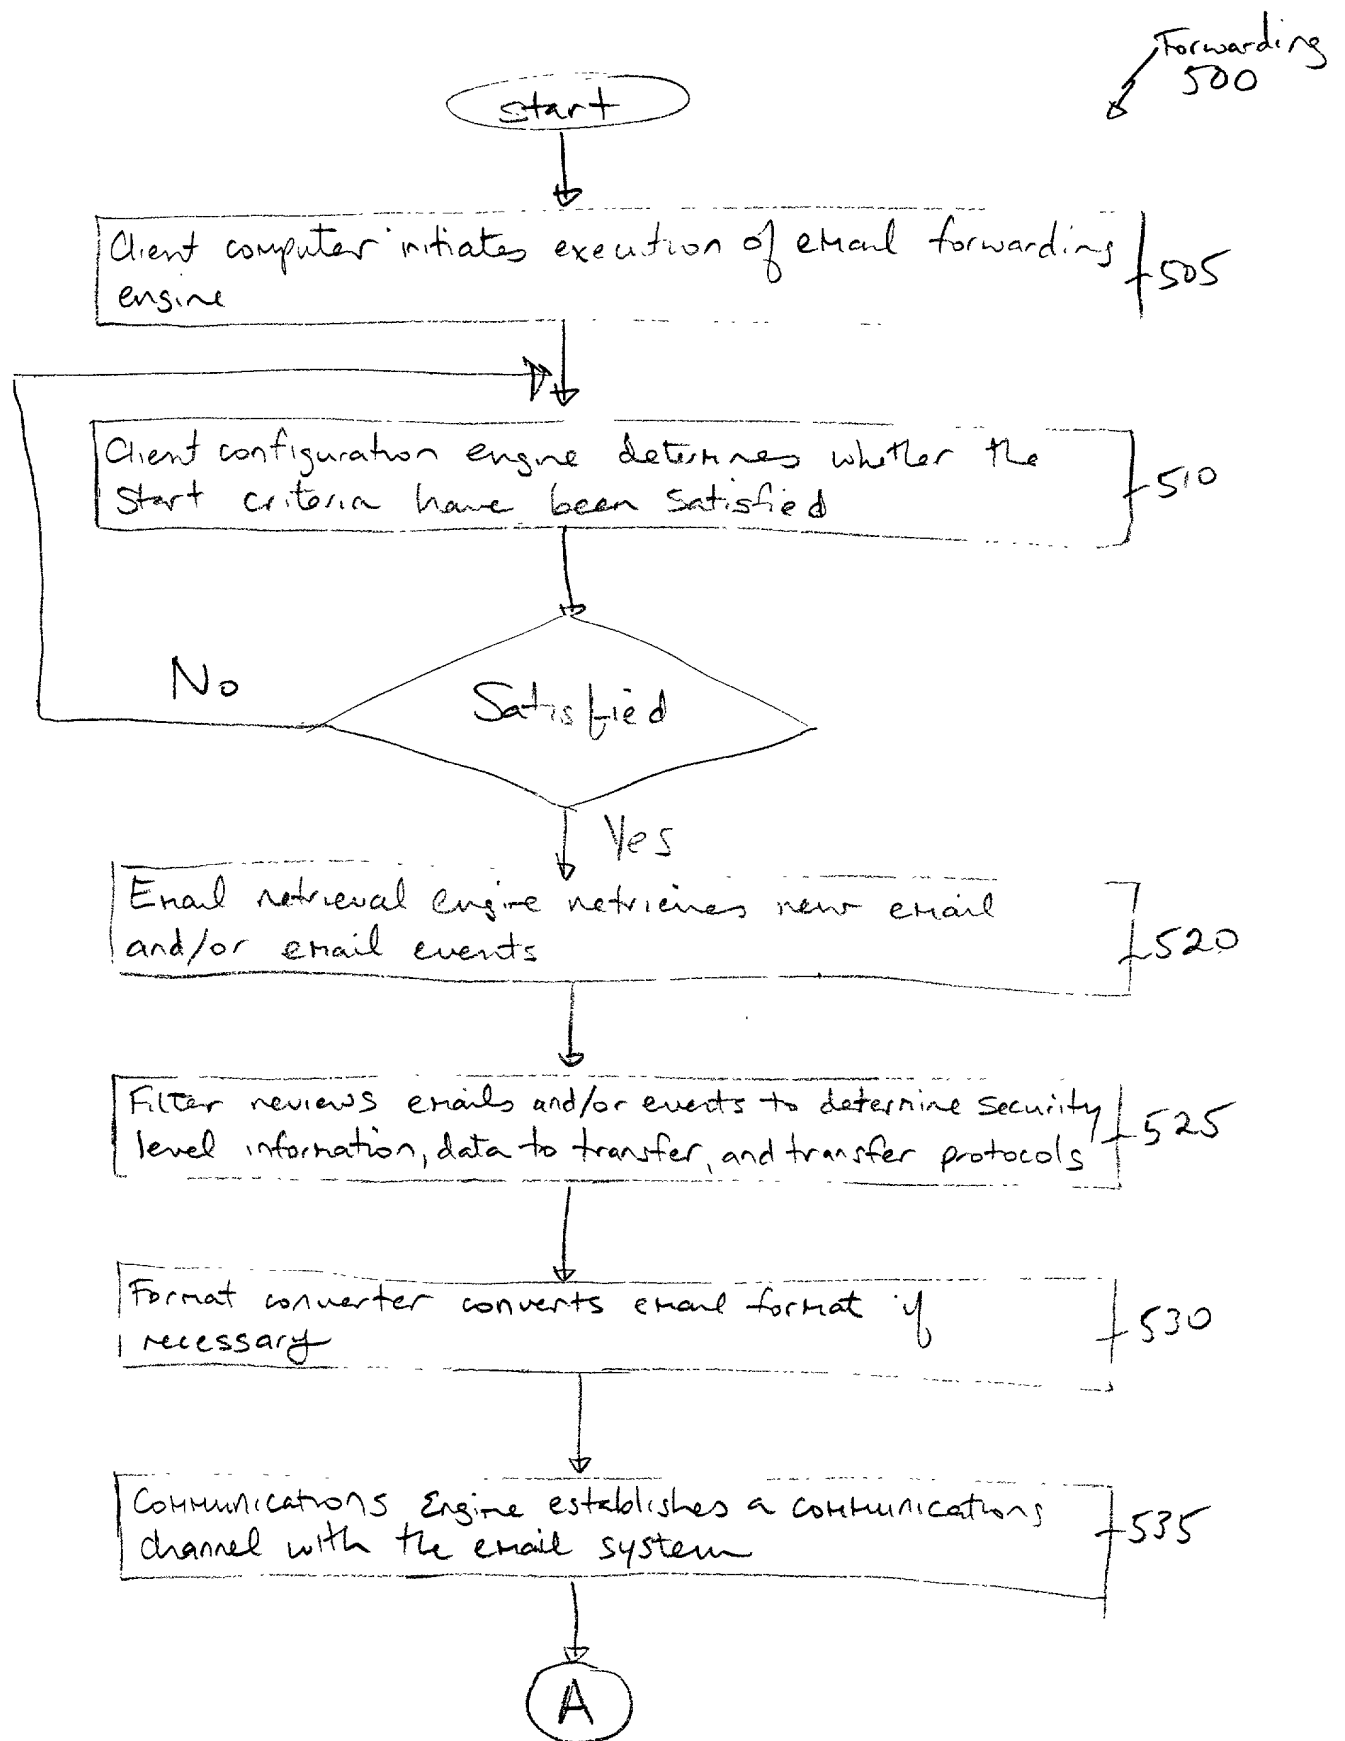 Forwarding
500
start
Client computer initiates execution of email forwarding
engine
505
Client configuration engine determines whether the
start criteria have been satisfied
510
No
Satisfied
Yes
Email retrieval engine retrieves new email
and/or email events
520
Filter reviews emails and/or events to determine security
level information, data to transfer, and transfer protocols
525
Format converter converts email format if
necessary
530
Communications Engine establishes a communications
channel with the email system
535
A